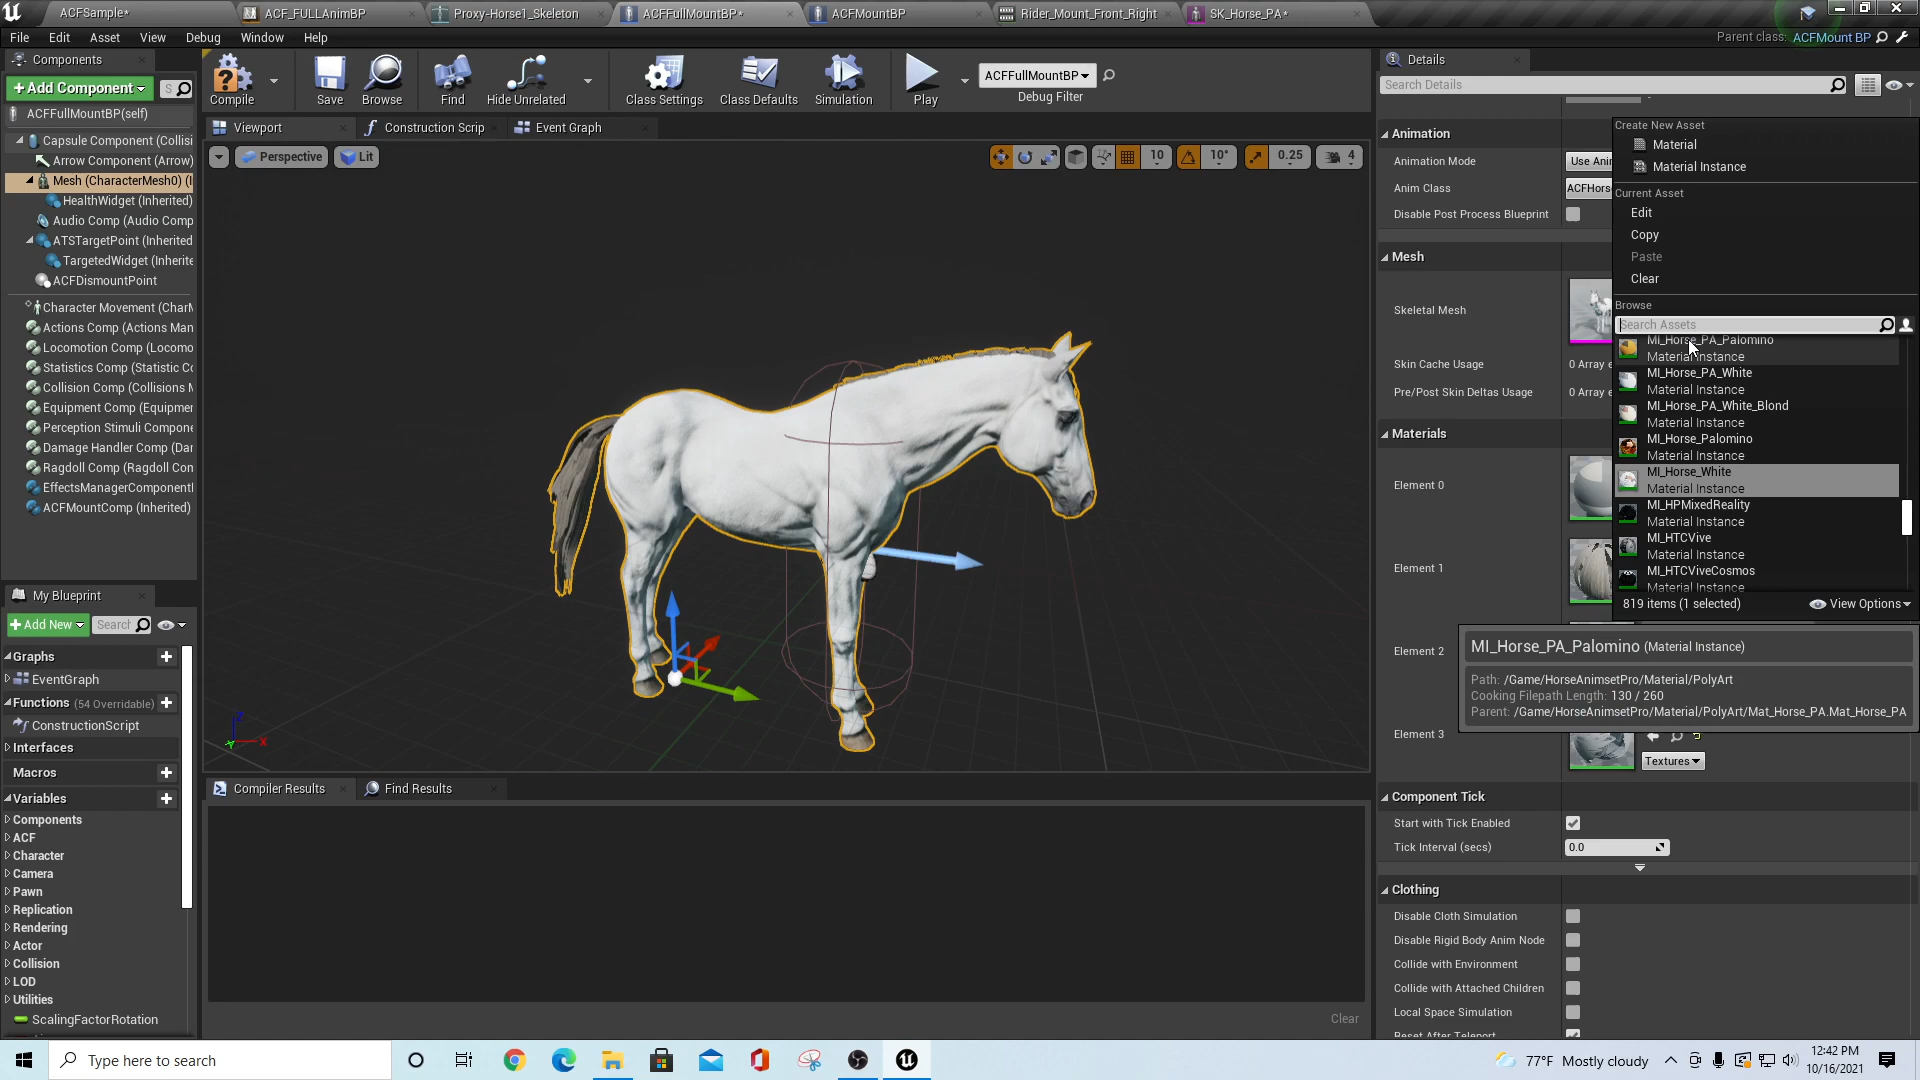 ACFSample*
ACF_FULLAnimBP
Proxy-Horse1_Skeleton
ACFFullMountBP*
ACFMountBP
Rider_Mount_Front_Right
SK_Horse_PA*
File Edit Asset View Debug Window Help
Parent class: ACFMount BP
Components
Add Component
S
ACFFullMountBP(self)
Capsule Component (Collisi
Arrow Component (Arrow)
Mesh (CharacterMesh0) (I
HealthWidget (Inherited)
Audio Comp (Audio Comp
ATSTargetPoint (Inherited
TargetedWidget (Inherite
ACFDismountPoint
Character Movement (CharM
Actions Comp (Actions Man
Locomotion Comp (Locomo
Statistics Comp (Statistic Co
Collision Comp (Collisions M
Equipment Comp (Equipmen
Perception Stimuli Compone
Damage Handler Comp (Dar
Ragdoll Comp (Ragdoll Con
EffectsManagerComponentI
ACFMountComp (Inherited)
My Blueprint
Add New
Search
Graphs
EventGraph
Functions (54 Overridable)
ConstructionScript
Interfaces
Macros
Variables
Components
ACF
Character
Camera
Pawn
Replication
Rendering
Actor
Collision
LOD
Utilities
ScalingFactorRotation
Compile
Save
Browse
Find
Hide Unrelated
Class Settings
Class Defaults
Simulation
Play
ACFFullMountBP
Debug Filter
Viewport
Construction Scrip
Event Graph
Perspective
Lit
10
10°
0.25
4
Z
X
Y
Compiler Results
Find Results
Clear
Details
Search Details
Animation
Animation Mode
Use Anin
Anim Class
ACFHors
Disable Post Process Blueprint
Mesh
Skeletal Mesh
Skin Cache Usage
0 Array e
Pre/Post Skin Deltas Usage
0 Array e
Materials
Element 0
Element 1
Element 2
Element 3
Textures
Component Tick
Start with Tick Enabled
Tick Interval (secs)
0.0
Clothing
Disable Cloth Simulation
Disable Rigid Body Anim Node
Collide with Environment
Collide with Attached Children
Local Space Simulation
Reset After Teleport
Create New Asset
Material
Material Instance
Current Asset
Edit
Copy
Paste
Clear
Browse
Search Assets
MI_Horse_PA_Palomino
Material Instance
MI_Horse_PA_White
Material Instance
MI_Horse_PA_White_Blond
Material Instance
MI_Horse_Palomino
Material Instance
MI_Horse_White
Material Instance
MI_HPMixedReality
Material Instance
MI_HTCVive
Material Instance
MI_HTCViveCosmos
Material Instance
819 items (1 selected)
View Options
MI_Horse_PA_Palomino (Material Instance)
Path: /Game/HorseAnimsetPro/Material/PolyArt
Cooking Filepath Length: 130 / 260
Parent: /Game/HorseAnimsetPro/Material/PolyArt/Mat_Horse_PA.Mat_Horse_PA
Type here to search
77°F Mostly cloudy
12:42 PM
10/16/2021